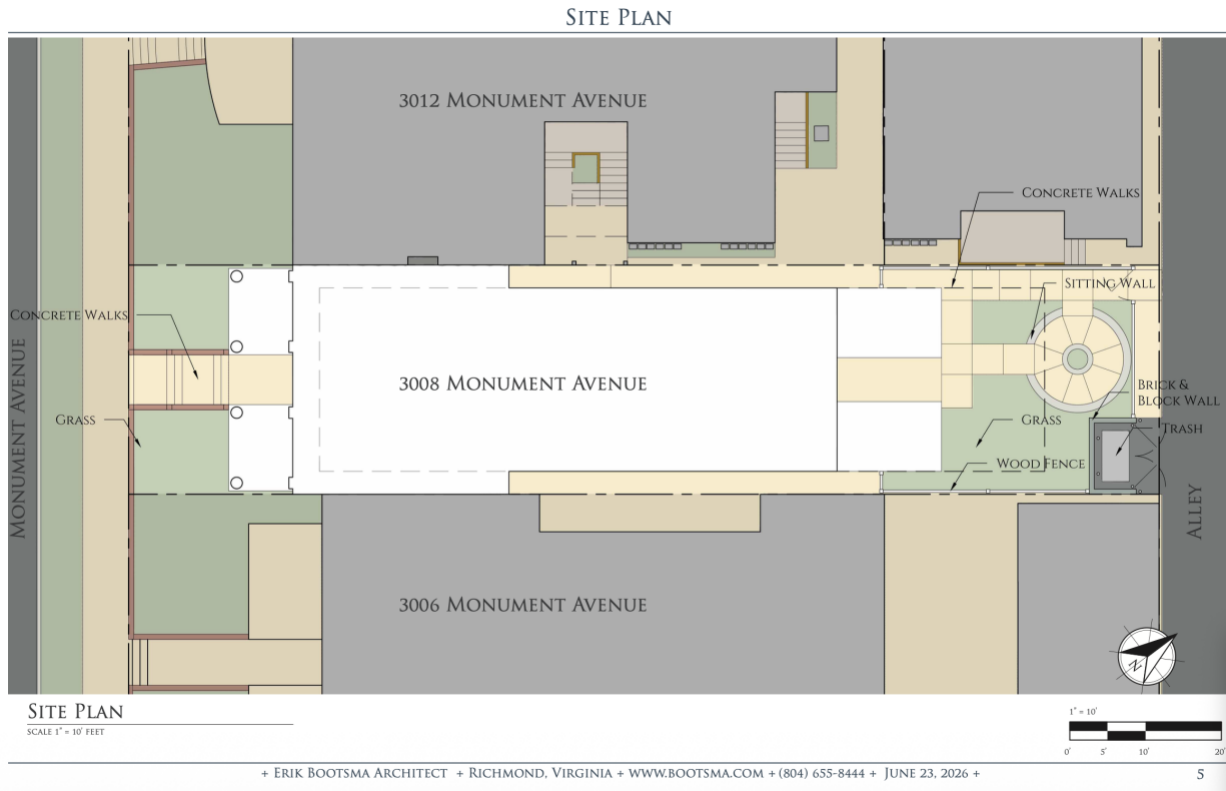 SITE PLAN
3012 MONUMENT AVENUE
CONCRETE WALKS
SITTING WALL
CONCRETE WALKS
MONUMENT AVENUE
3008 MONUMENT AVENUE
BRICK &
BLOCK WALL
GRASS
GRASS
TRASH
WOOD FENCE
ALLEY
3006 MONUMENT AVENUE
N
SITE PLAN
SCALE 1" = 10' FEET
1" = 10'
0' 5' 10' 20'
+ ERIK BOOTSMA ARCHITECT + RICHMOND, VIRGINIA + WWW.BOOTSMA.COM + (804) 655-8444 + JUNE 23, 2026 +
5